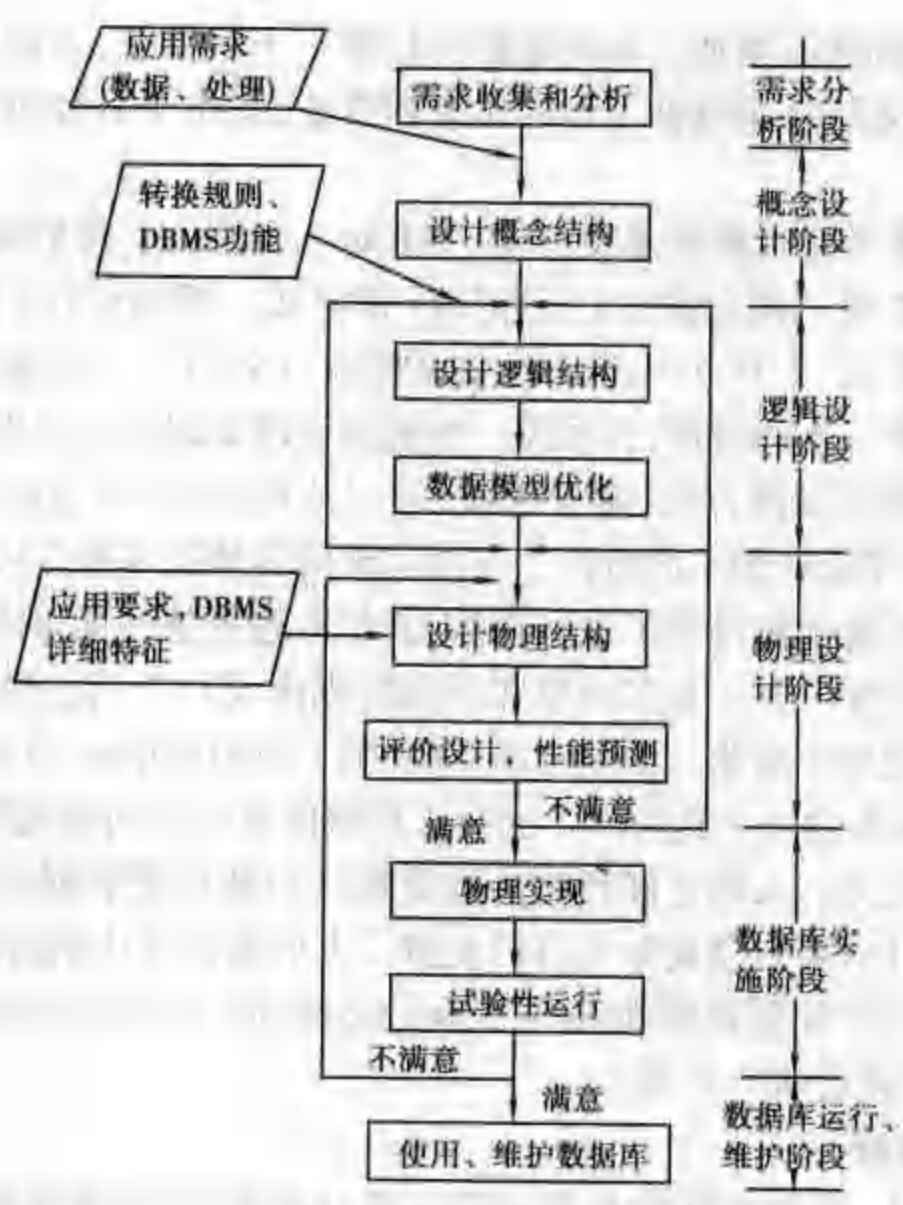 应用需求
(数据、处理)
需求收集和分析
需求分
析阶段
转换规则、
DBMS功能
设计概念结构
概念设
计阶段
设计逻辑结构
数据模型优化
逻辑设
计阶段
应用要求,DBMS
详细特征
设计物理结构
评价设计，性能预测
物理设
计阶段
满意
不满意
物理实现
试验性运行
数据库实
施阶段
不满意
满意
使用、维护数据库
数据库运行、
维护阶段